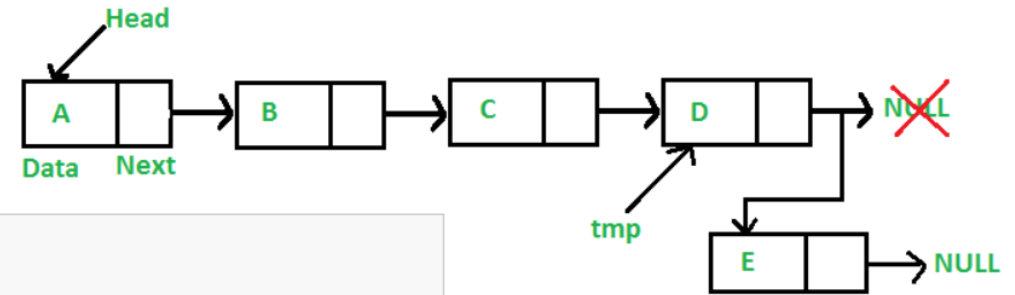 Head
A B C D NULL
Data Next
tmp
E NULL